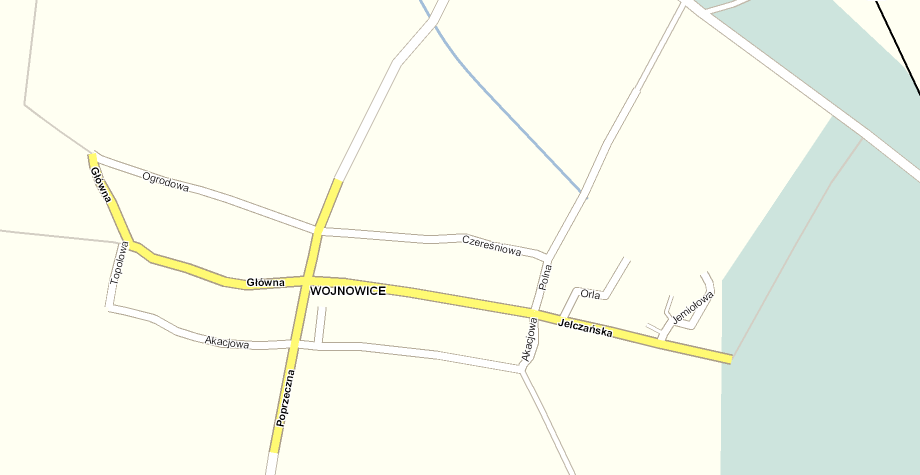 Główna
Ogrodowa
Topolowa
Główna
WOJNOWICE
Czereśniowa
Polna
Orla
Jemiołowa
Jelczańska
Akacjowa
Akacjowa
Poprzeczna